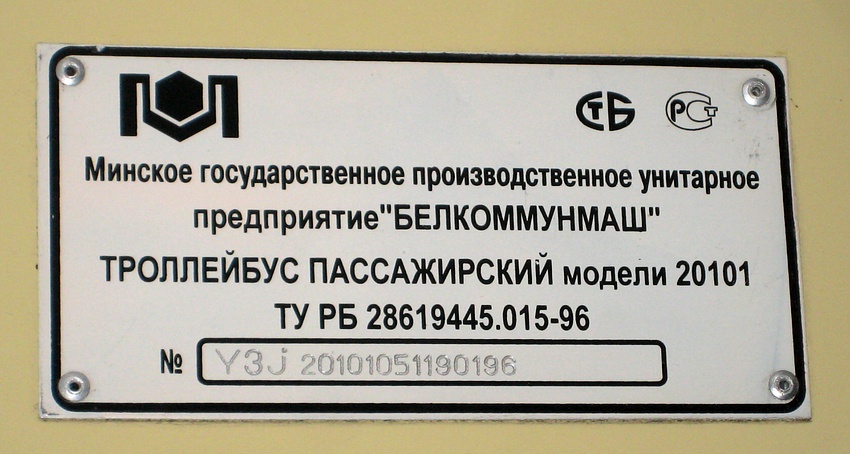 СТБ РСТ
Минское государственное производственное унитарное
предприятие"БЕЛКОММУНМАШ"
ТРОЛЛЕЙБУС ПАССАЖИРСКИЙ модели 20101
ТУ РБ 28619445.015-96
№ Y3J 20101051190196